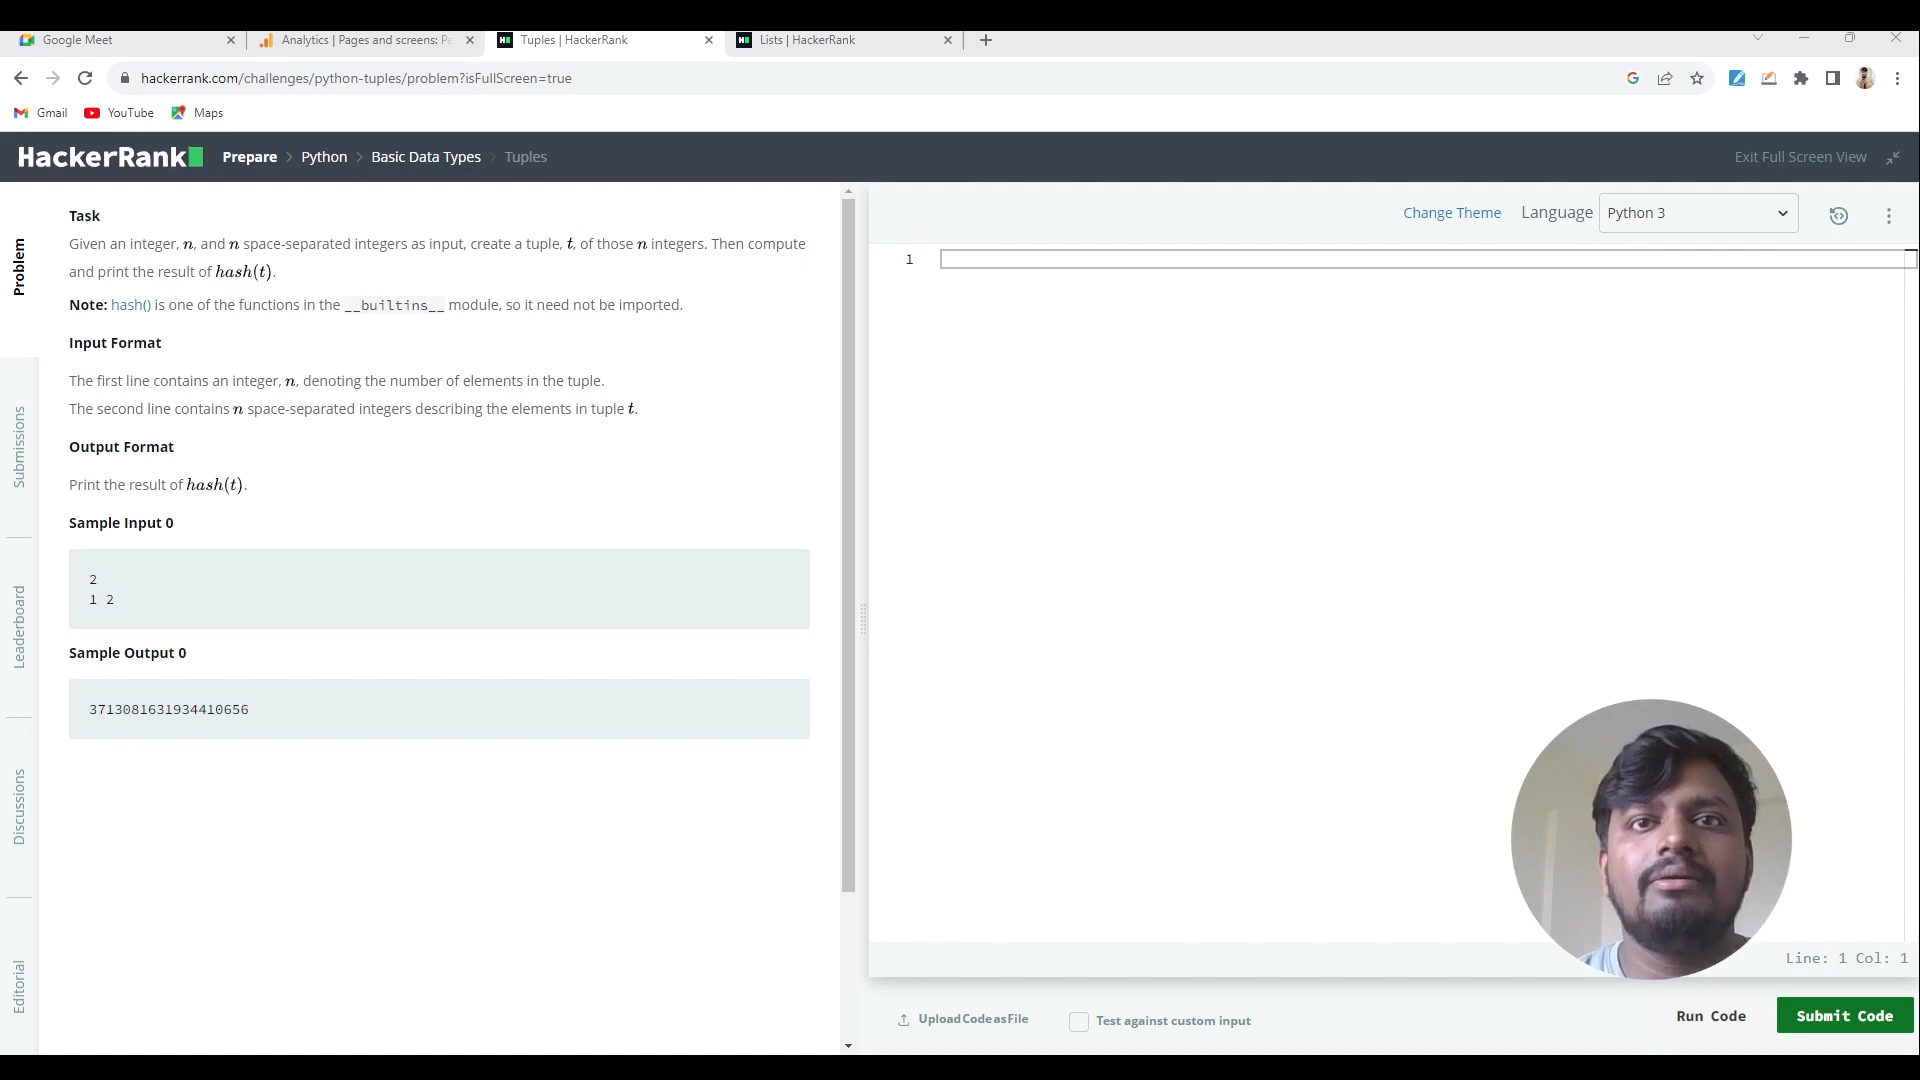 Google Meet
Analytics | Pages and screens: Pa
Tuples | HackerRank
Lists | HackerRank
hackerrank.com/challenges/python-tuples/problem?isFullScreen=true
Gmail
YouTube
Maps
HackerRank
Prepare > Python > Basic Data Types > Tuples
Exit Full Screen View
Problem
Submissions
Leaderboard
Discussions
Editorial
Task
Given an integer, n, and n space-separated integers as input, create a tuple, t, of those n integers. Then compute
and print the result of hash(t).
Note: hash() is one of the functions in the __builtins__ module, so it need not be imported.
Input Format
The first line contains an integer, n, denoting the number of elements in the tuple.
The second line contains n space-separated integers describing the elements in tuple t.
Output Format
Print the result of hash(t).
Sample Input 0
2
1 2
Sample Output 0
3713081631934410656
Change Theme
Language
Python 3
1
Line: 1 Col: 1
Upload Code as File
Test against custom input
Run Code
Submit Code